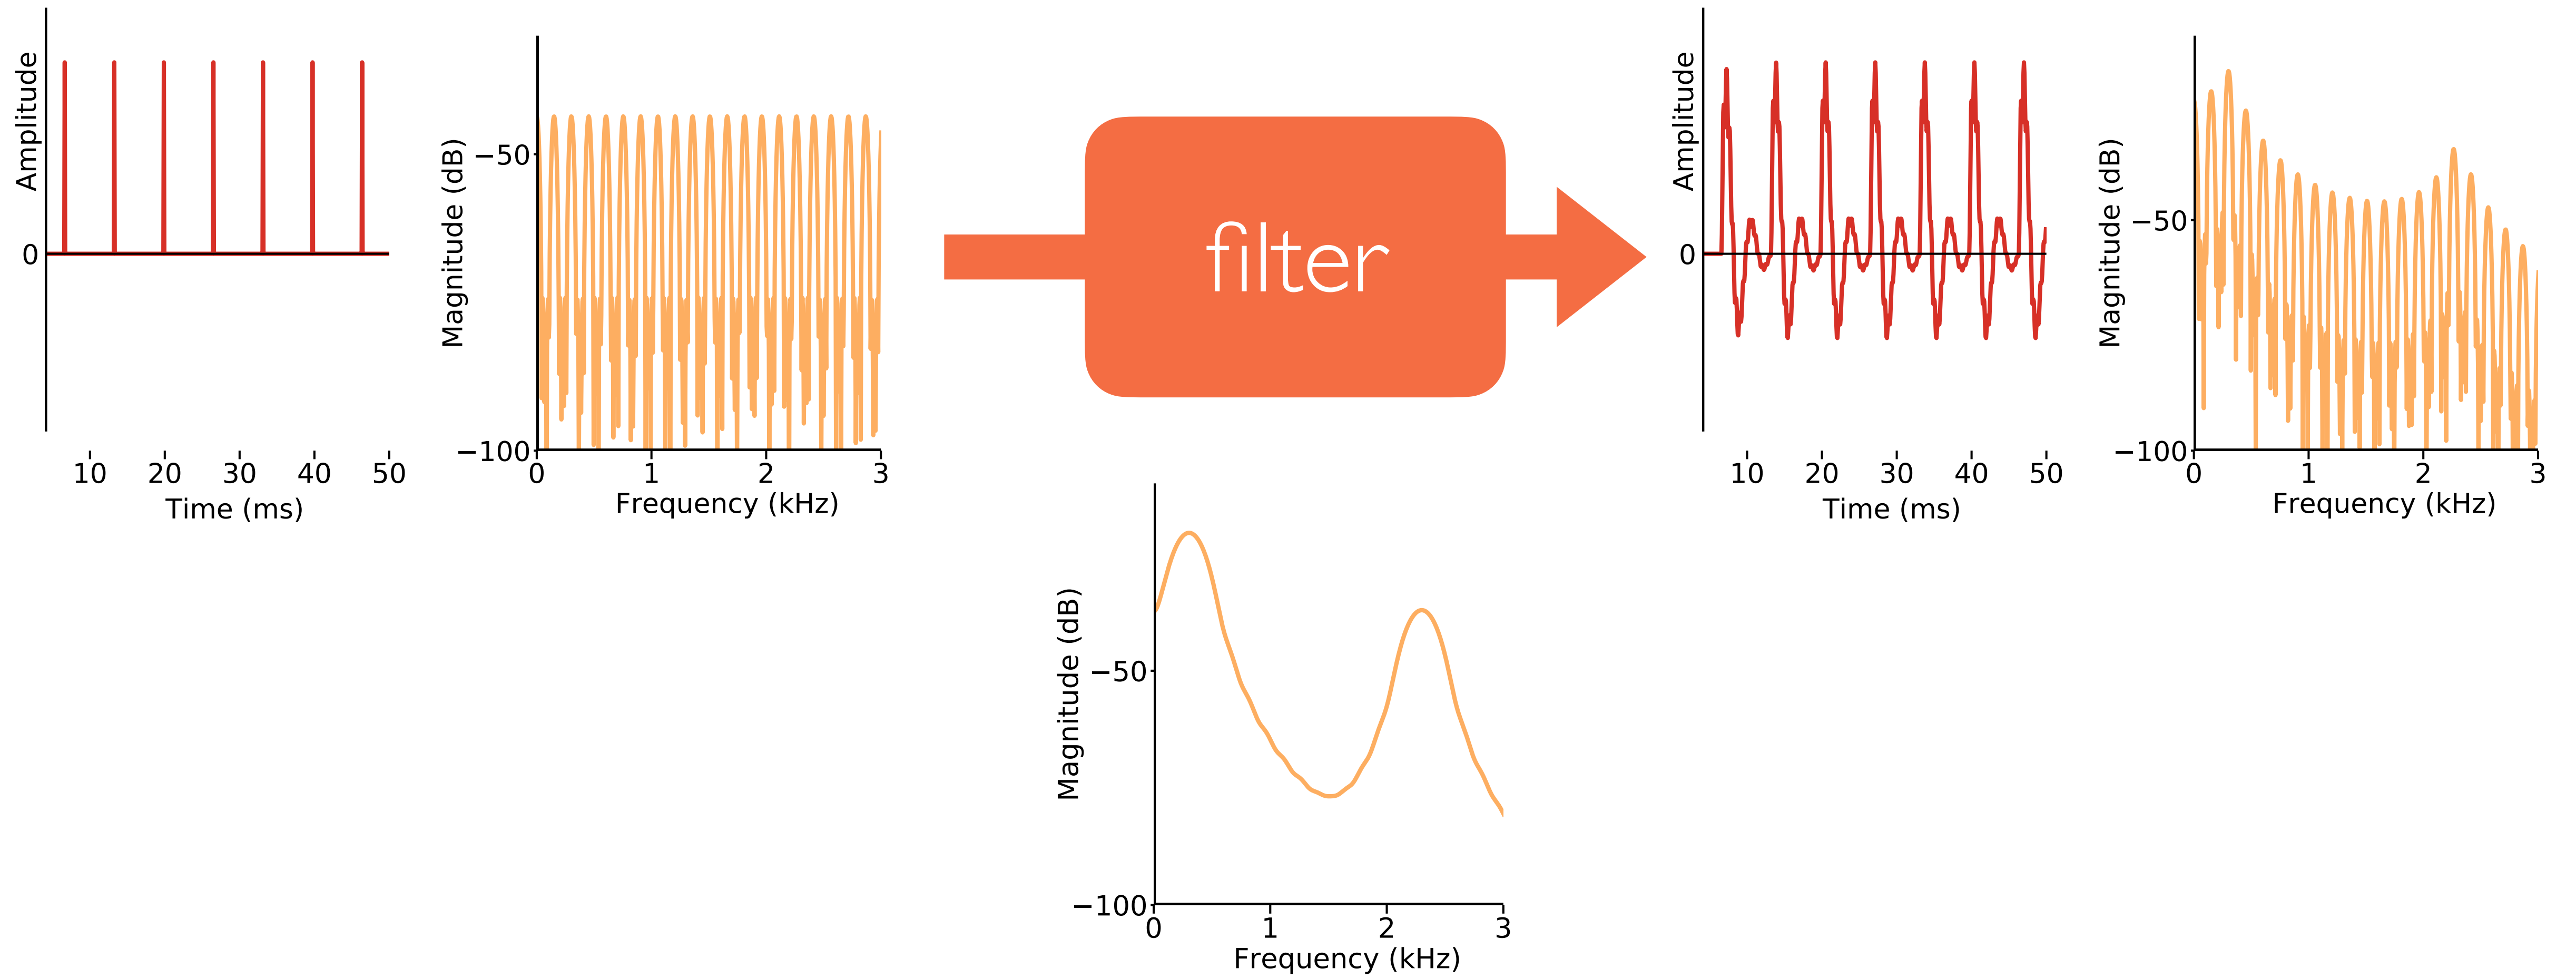 Amplitude
0
10 20 30 40 50
Time (ms)
Magnitude (dB)
−50
−100
0 1 2 3
Frequency (kHz)
filter
Amplitude
0
10 20 30 40 50
Time (ms)
Magnitude (dB)
−50
−100
0 1 2 3
Frequency (kHz)
Magnitude (dB)
−50
−100
0 1 2 3
Frequency (kHz)